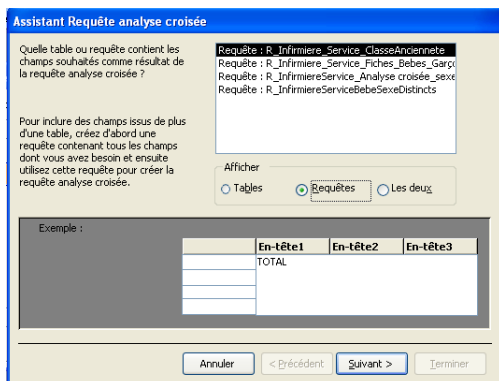 Assistant Requête analyse croisée
Quelle table ou requête contient les
champs souhaités comme résultat de
la requête analyse croisée ?
Pour inclure des champs issus de plus
d'une table, créez d'abord une
requête contenant tous les champs
dont vous avez besoin et ensuite
utilisez cette requête pour créer la
requête analyse croisée.
Requête : R_Infirmiere_Service_ClasseAnciennete
Requête : R_Infirmiere_Service_Fiches_Bebes_Garço
Requête : R_InfirmiereService_Analyse croisée_sexe
Requête : R_InfirmiereServiceBebeSexeDistincts
Afficher
Tables
Requêtes
Les deux
Exemple :
En-tête1 En-tête2 En-tête3
TOTAL
Annuler
< Précédent
Suivant >
Terminer